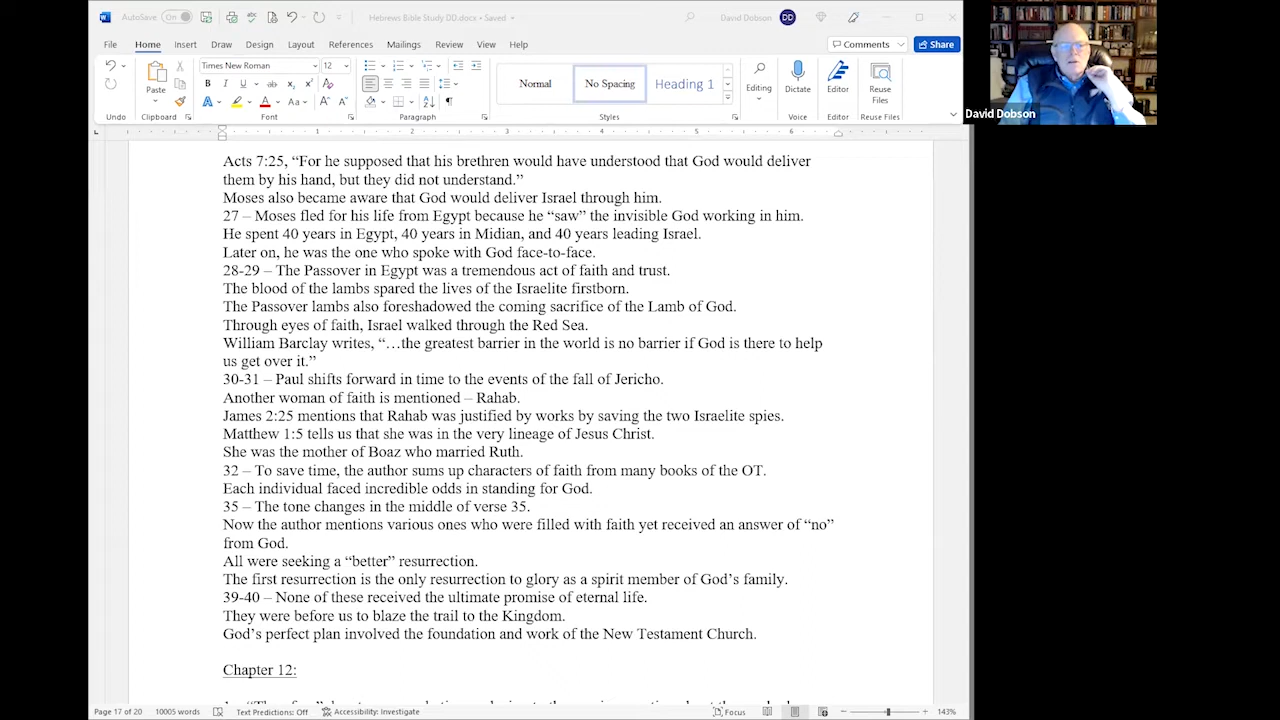 AutoSave
On
Hebrews Bible Study DD.docx • Saved
David Dobson
DD
File
Home
Insert
Draw
Design
Layout
References
Mailings
Review
View
Help
Comments
Share
Paste
Times New Roman
12
Normal
No Spacing
Heading 1
Editing
Dictate
Editor
Reuse
Files
Undo
Clipboard
Font
Paragraph
Styles
Voice
Editor
Reuse Files
David Dobson
1
2
3
4
5
6
Acts 7:25, “For he supposed that his brethren would have understood that God would deliver
them by his hand, but they did not understand.”
Moses also became aware that God would deliver Israel through him.
27 – Moses fled for his life from Egypt because he “saw” the invisible God working in him.
He spent 40 years in Egypt, 40 years in Midian, and 40 years leading Israel.
Later on, he was the one who spoke with God face-to-face.
28-29 – The Passover in Egypt was a tremendous act of faith and trust.
The blood of the lambs spared the lives of the Israelite firstborn.
The Passover lambs also foreshadowed the coming sacrifice of the Lamb of God.
Through eyes of faith, Israel walked through the Red Sea.
William Barclay writes, “…the greatest barrier in the world is no barrier if God is there to help
us get over it.”
30-31 – Paul shifts forward in time to the events of the fall of Jericho.
Another woman of faith is mentioned – Rahab.
James 2:25 mentions that Rahab was justified by works by saving the two Israelite spies.
Matthew 1:5 tells us that she was in the very lineage of Jesus Christ.
She was the mother of Boaz who married Ruth.
32 – To save time, the author sums up characters of faith from many books of the OT.
Each individual faced incredible odds in standing for God.
35 – The tone changes in the middle of verse 35.
Now the author mentions various ones who were filled with faith yet received an answer of “no”
from God.
All were seeking a “better” resurrection.
The first resurrection is the only resurrection to glory as a spirit member of God’s family.
39-40 – None of these received the ultimate promise of eternal life.
They were before us to blaze the trail to the Kingdom.
God’s perfect plan involved the foundation and work of the New Testament Church.
Chapter 12:
Page 17 of 20
10005 words
Text Predictions: Off
Accessibility: Investigate
Focus
143%